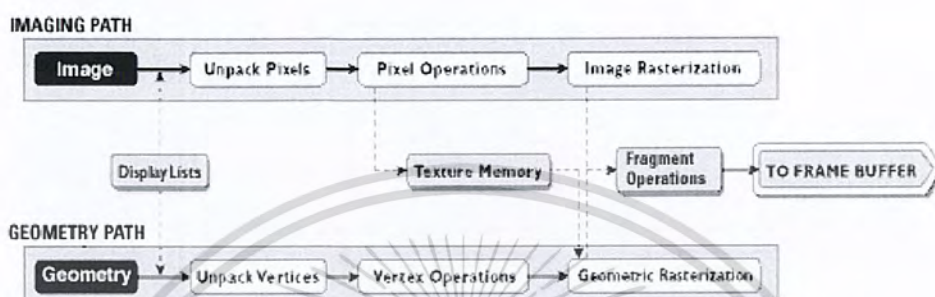 IMAGING PATH
Image Unpack Pixels Pixel Operations Image Rasterization
Display Lists Texture Memory Fragment Operations TO FRAME BUFFER
GEOMETRY PATH
Geometry Unpack Vertices Vertex Operations Geometric Rasterization